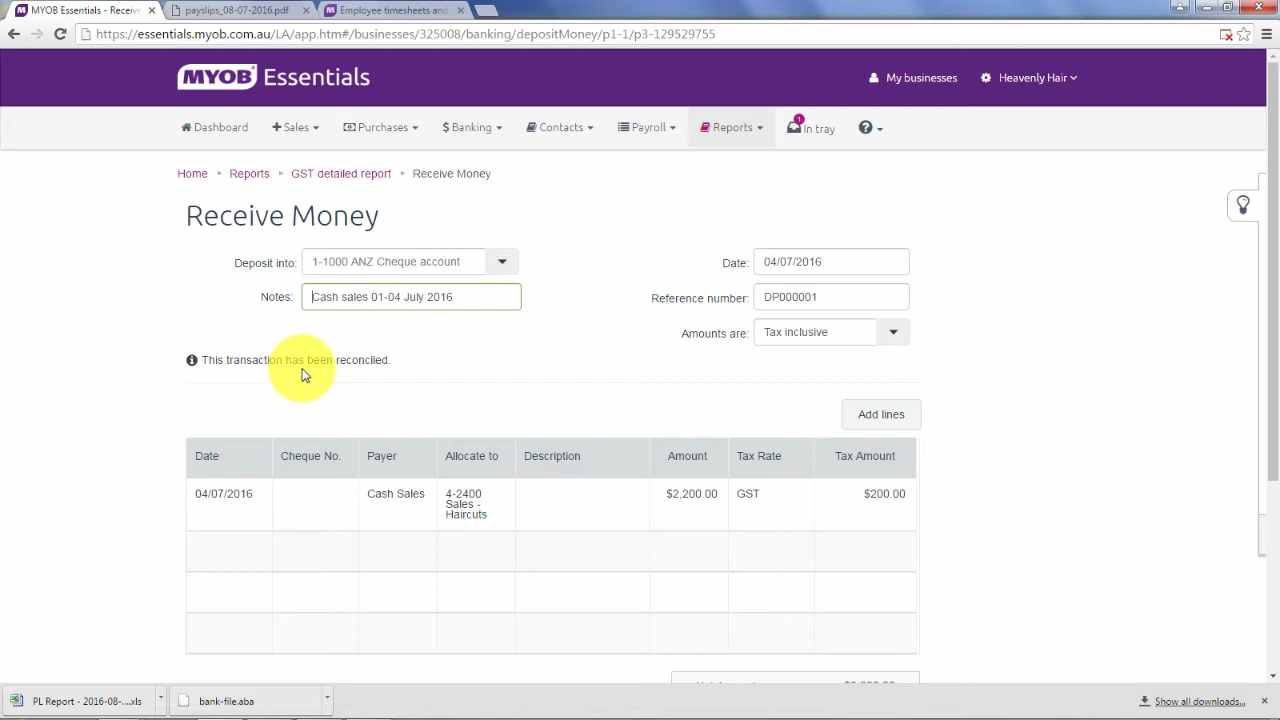 MYOB Essentials - Receiv
payslips_08-07-2016.pdf
Employee timesheets and
https://essentials.myob.com.au/LA/app.htm#/businesses/325008/banking/depositMoney/p1-1/p3-129529755
MYOB Essentials
My businesses
Heavenly Hair
Dashboard
Sales
Purchases
$ Banking
Contacts
Payroll
Reports
1
In tray
?
Home
Reports
GST detailed report
Receive Money
Receive Money
Deposit into:
1-1000 ANZ Cheque account
Date:
04/07/2016
Notes:
Cash sales 01-04 July 2016
Reference number:
DP000001
Amounts are:
Tax inclusive
This transaction has been reconciled.
Add lines
Date Cheque No. Payer Allocate to Description Amount Tax Rate Tax Amount
04/07/2016 Cash Sales 4-2400 $2,200.00 GST $200.00
Sales -
Haircuts
PL Report - 2016-08-....xls
bank-file.aba
Show all downloads...